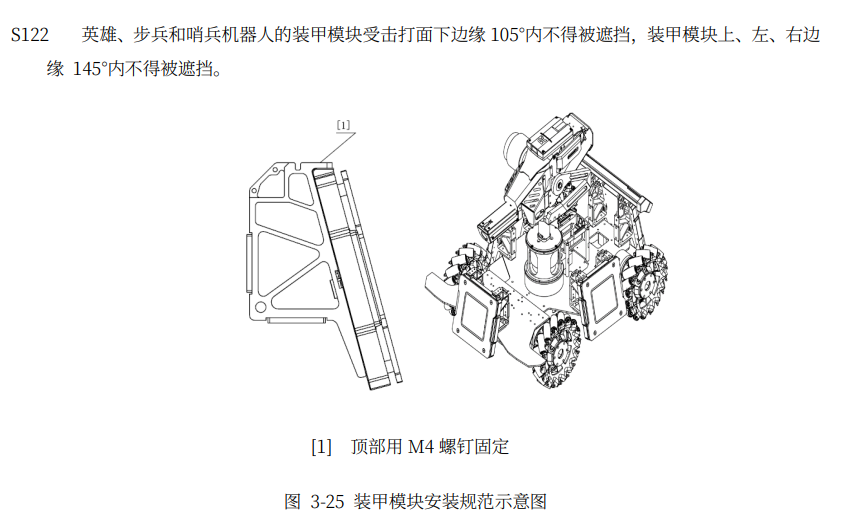 S122 英雄、步兵和哨兵机器人的装甲模块受击打面下边缘 105°内不得被遮挡，装甲模块上、左、右边
缘 145°内不得被遮挡。
[1]
[1] 顶部用 M4 螺钉固定
图 3-25 装甲模块安装规范示意图